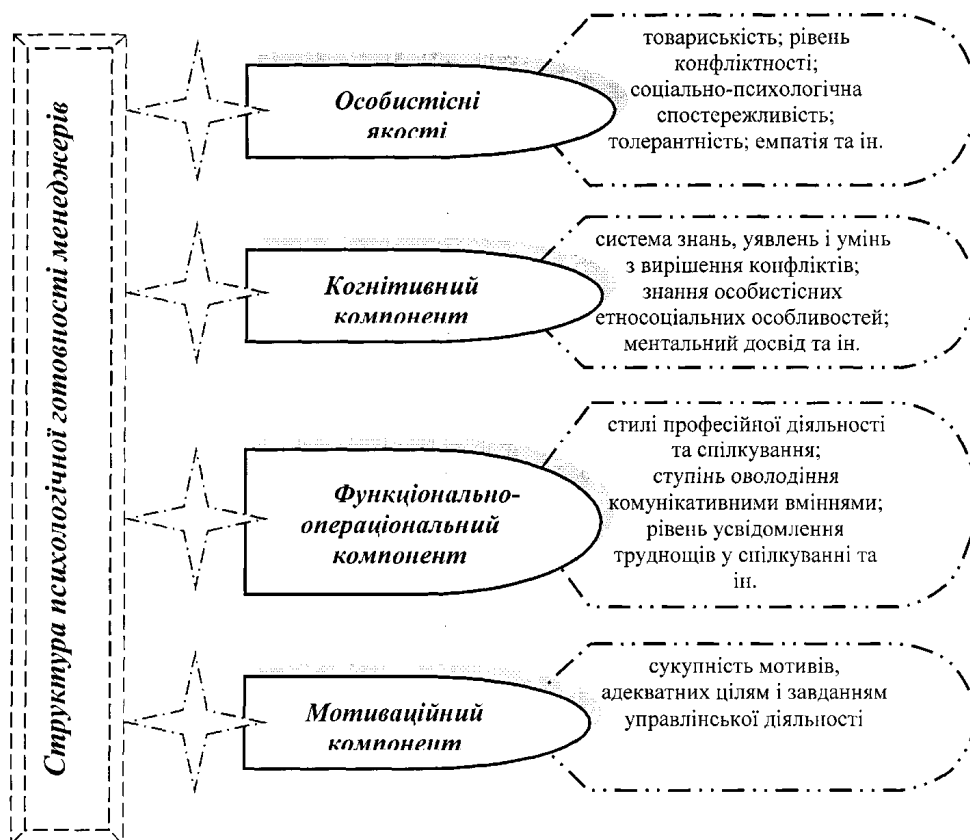 Структура психологічної готовності менеджерів
Особистісні
якості
товариськість; рівень
конфліктності;
соціально-психологічна
спостережливість;
толерантність; емпатія та ін.
Когнітивний
компонент
система знань, уявлень і умінь
з вирішення конфліктів;
знання особистісних
етносоціальних особливостей;
ментальний досвід та ін.
Функціонально-
операціональний
компонент
стилі професійної діяльності
та спілкування;
ступінь оволодіння
комунікативними вміннями;
рівень усвідомлення
труднощів у спілкуванні та
ін.
Мотиваційний
компонент
сукупність мотивів,
адекватних цілям і завданням
управлінської діяльності